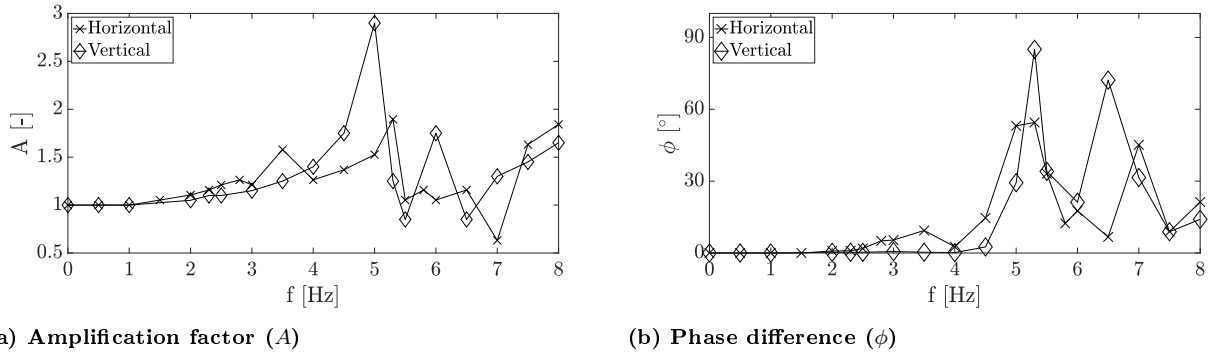 3
2.5
2
1.5
1
0.5
A [-]
Horizontal
Vertical
0 1 2 3 4 5 6 7 8
f [Hz]
a) Amplification factor (A)
90
60
30
0
ϕ [°]
Horizontal
Vertical
0 1 2 3 4 5 6 7 8
f [Hz]
(b) Phase difference (ϕ)